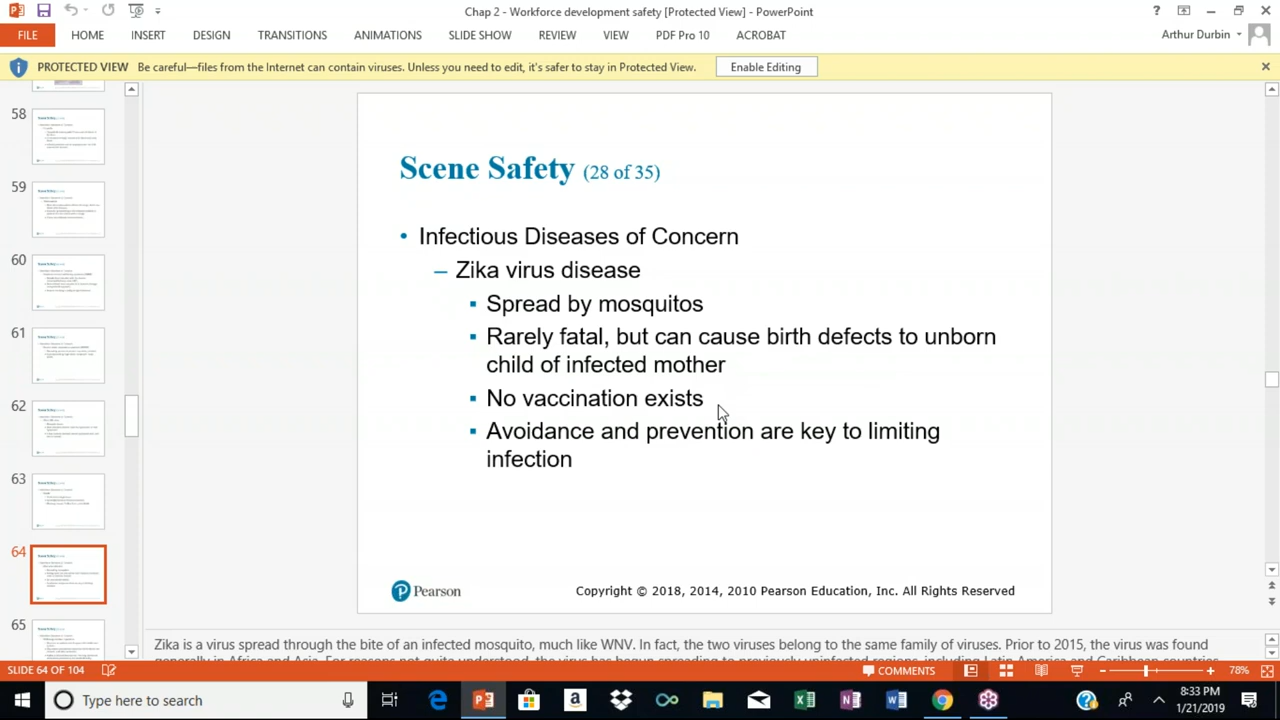 Chap 2 - Workforce development safety [Protected View] - PowerPoint
FILE HOME INSERT DESIGN TRANSITIONS ANIMATIONS SLIDE SHOW REVIEW VIEW PDF Pro 10 ACROBAT Arthur Durbin
PROTECTED VIEW Be careful—files from the Internet can contain viruses. Unless you need to edit, it's safer to stay in Protected View. Enable Editing
58
59
60
61
62
63
64
65
Scene Safety (28 of 35)
• Infectious Diseases of Concern
– Zika virus disease
▪ Spread by mosquitos
▪ Rarely fatal, but can cause birth defects to unborn
child of infected mother
▪ No vaccination exists
▪ Avoidance and prevention are key to limiting
infection
Pearson
Copyright © 2018, 2014, 2010 Pearson Education, Inc. All Rights Reserved
Zika is a virus spread through the bite of an infected mosquito, much like WNV. In fact, the two viruses belong to the same family of viruses. Prior to 2015, the virus was found
SLIDE 64 OF 104 COMMENTS 78%
Type here to search
8:33 PM
1/21/2019